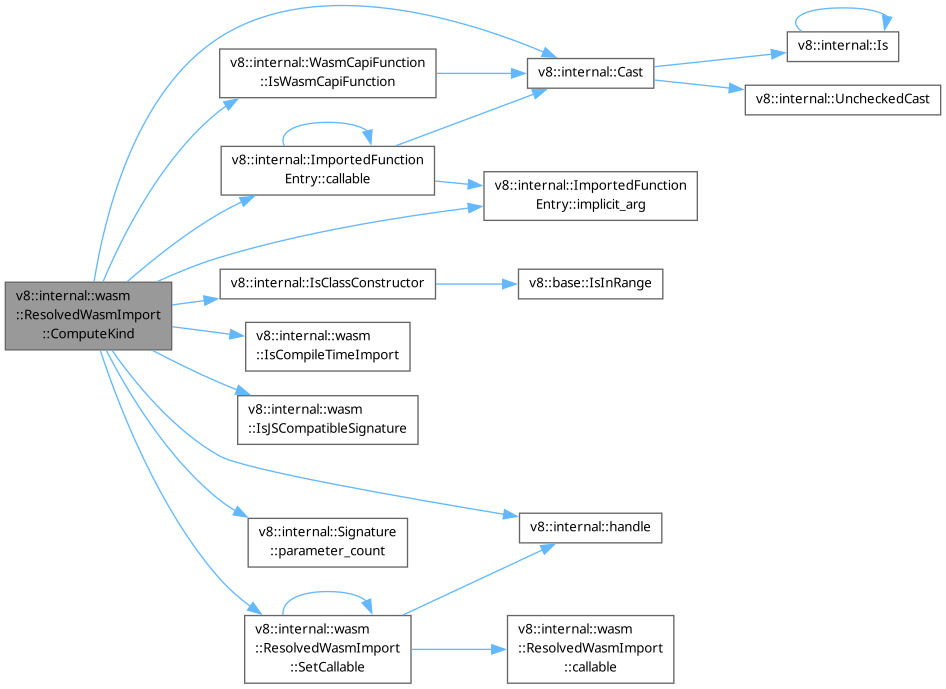 v8::internal::wasm
::ResolvedWasmImport
::ComputeKind
v8::internal::WasmCapiFunction
::IsWasmCapiFunction
v8::internal::ImportedFunction
Entry::callable
v8::internal::IsClassConstructor
v8::internal::wasm
::IsCompileTimeImport
v8::internal::wasm
::IsJSCompatibleSignature
v8::internal::Signature
::parameter_count
v8::internal::wasm
::ResolvedWasmImport
::SetCallable
v8::internal::Cast
v8::internal::ImportedFunction
Entry::implicit_arg
v8::base::IsInRange
v8::internal::handle
v8::internal::wasm
::ResolvedWasmImport
::callable
v8::internal::Is
v8::internal::UncheckedCast